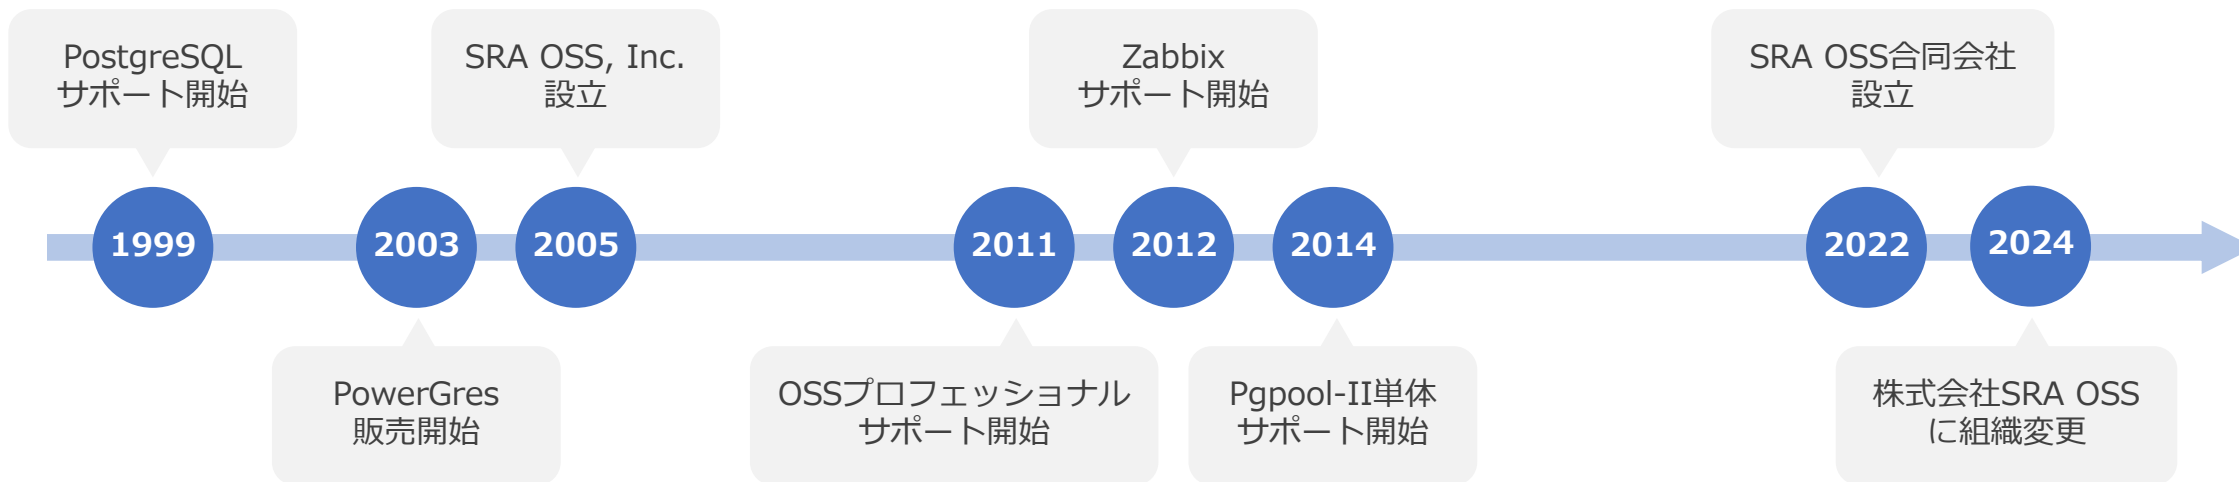 PostgreSQL
サポート開始
SRA OSS, Inc.
設立
Zabbix
サポート開始
SRA OSS合同会社
設立
1999
2003
2005
2011
2012
2014
2022
2024
PowerGres
販売開始
OSSプロフェッショナル
サポート開始
Pgpool-II単体
サポート開始
株式会社SRA OSS
に組織変更